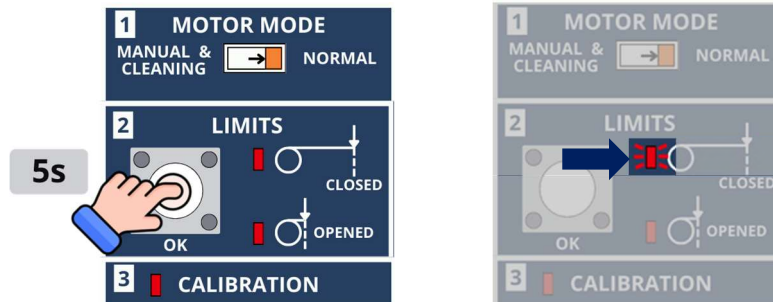 1 MOTOR MODE
MANUAL &
CLEANING
NORMAL
2 LIMITS
5s
CLOSED
OPENED
OK
3 CALIBRATION
1 MOTOR MODE
MANUAL &
CLEANING
NORMAL
2 LIMITS
CLOSED
OPENED
OK
3 CALIBRATION